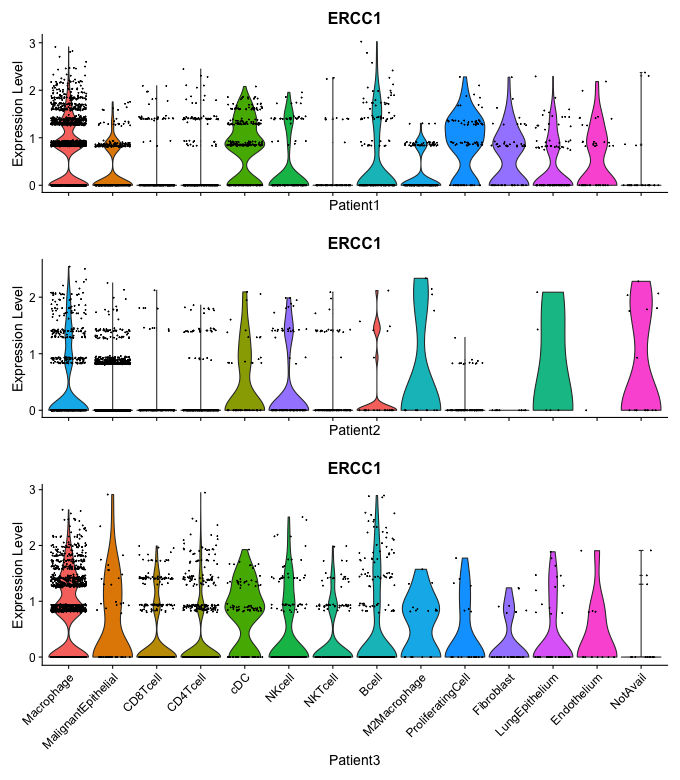 ERCC1
Expression Level
3
2
1
0
Patient1
ERCC1
Expression Level
2
1
0
Patient2
ERCC1
Expression Level
3
2
1
0
Macrophage
MalignantEpithelial
CD8Tcell
CD4Tcell
cDC
NKcell
NKTcell
Bcell
M2Macrophage
ProliferatingCell
Fibroblast
LungEpithelium
Endothelium
NotAvail
Patient3